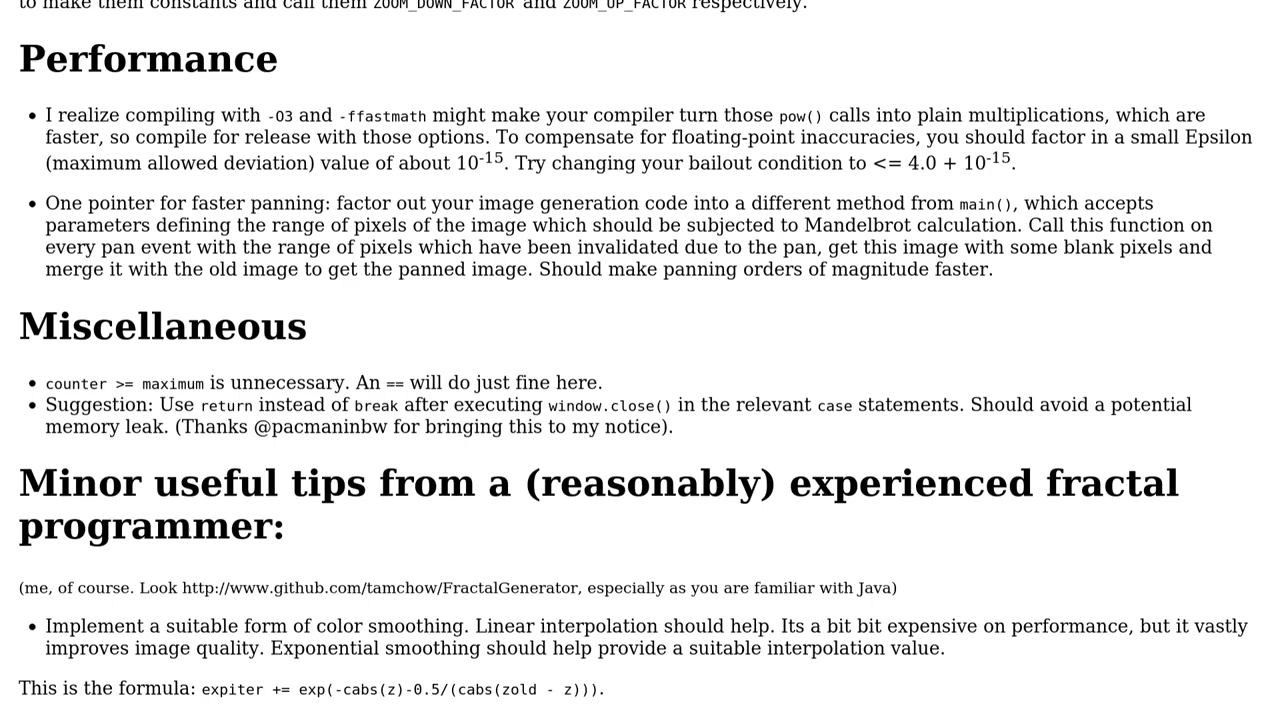 to make them constants and call them ZOOM_DOWN_FACTOR and ZOOM_UP_FACTOR respectively.
Performance
• I realize compiling with -O3 and -ffastmath might make your compiler turn those pow() calls into plain multiplications, which are
faster, so compile for release with those options. To compensate for floating-point inaccuracies, you should factor in a small Epsilon
(maximum allowed deviation) value of about 10^-15. Try changing your bailout condition to <= 4.0 + 10^-15.
• One pointer for faster panning: factor out your image generation code into a different method from main(), which accepts
parameters defining the range of pixels of the image which should be subjected to Mandelbrot calculation. Call this function on
every pan event with the range of pixels which have been invalidated due to the pan, get this image with some blank pixels and
merge it with the old image to get the panned image. Should make panning orders of magnitude faster.
Miscellaneous
• counter >= maximum is unnecessary. An == will do just fine here.
• Suggestion: Use return instead of break after executing window.close() in the relevant case statements. Should avoid a potential
memory leak. (Thanks @pacmaninbw for bringing this to my notice).
Minor useful tips from a (reasonably) experienced fractal
programmer:
(me, of course. Look http://www.github.com/tamchow/FractalGenerator, especially as you are familiar with Java)
• Implement a suitable form of color smoothing. Linear interpolation should help. Its a bit bit expensive on performance, but it vastly
improves image quality. Exponential smoothing should help provide a suitable interpolation value.
This is the formula: expiter += exp(-cabs(z)-0.5/(cabs(zold - z))).